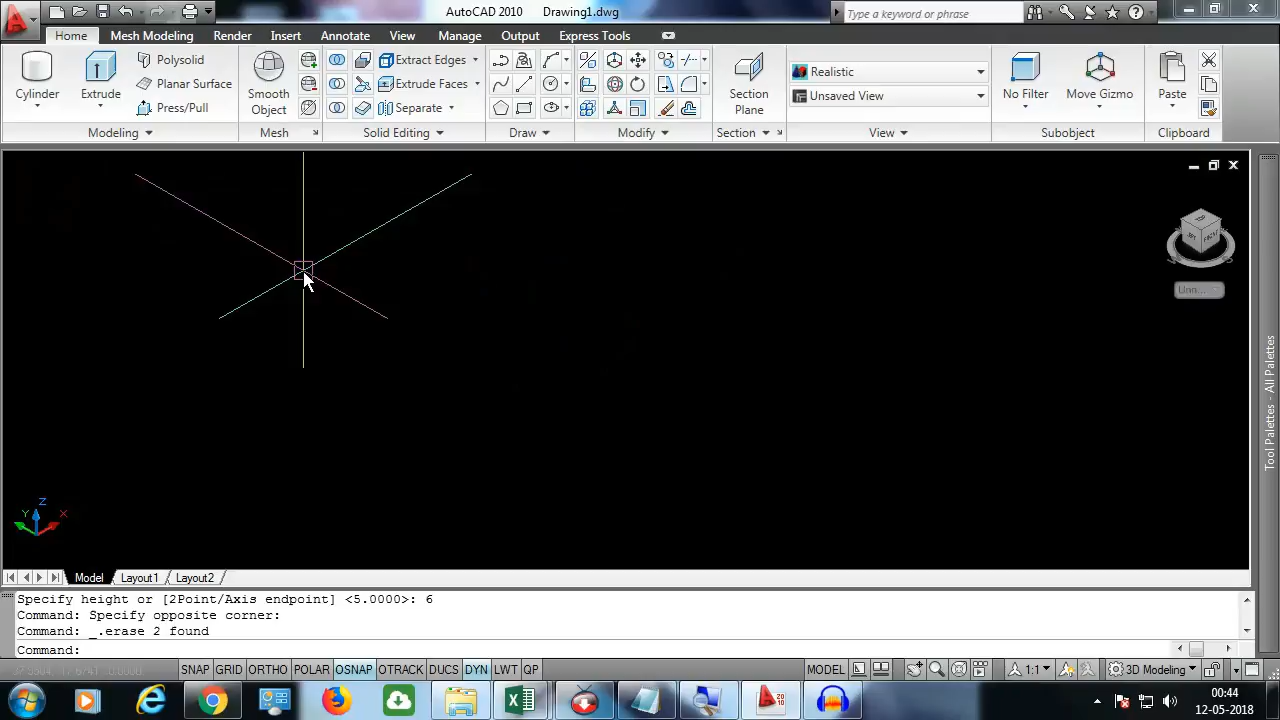 AutoCAD 2010 Drawing1.dwg
Type a keyword or phrase
Home Mesh Modeling Render Insert Annotate View Manage Output Express Tools
Polysolid Extract Edges Realistic
Planar Surface Extrude Faces
Cylinder Extrude Smooth Object Section Plane Unsaved View No Filter Move Gizmo Paste
Press/Pull Separate
Modeling Mesh Solid Editing Draw Modify Section View Subobject Clipboard
Unn...
Tool Palettes - All Palettes
Z
Y X
Model Layout1 Layout2
Specify height or [2Point/Axis endpoint] <5.0000>: 6
Command: Specify opposite corner:
Command: _.erase 2 found
Command:
SNAP GRID ORTHO POLAR OSNAP OTRACK DUCS DYN LWT QP MODEL 1:1 3D Modeling
00:44
12-05-2018